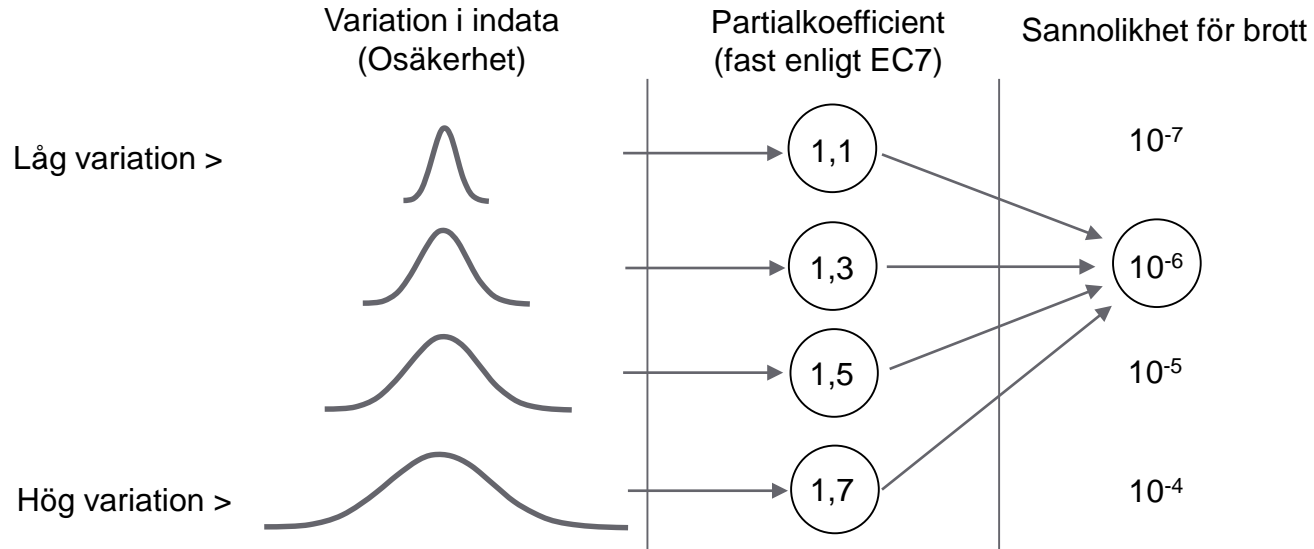 Variation i indata
(Osäkerhet)
Partialkoefficient
(fast enligt EC7)
Sannolikhet för brott
Låg variation >
1,1
10⁻⁷
1,3
10⁻⁶
1,5
10⁻⁵
Hög variation >
1,7
10⁻⁴